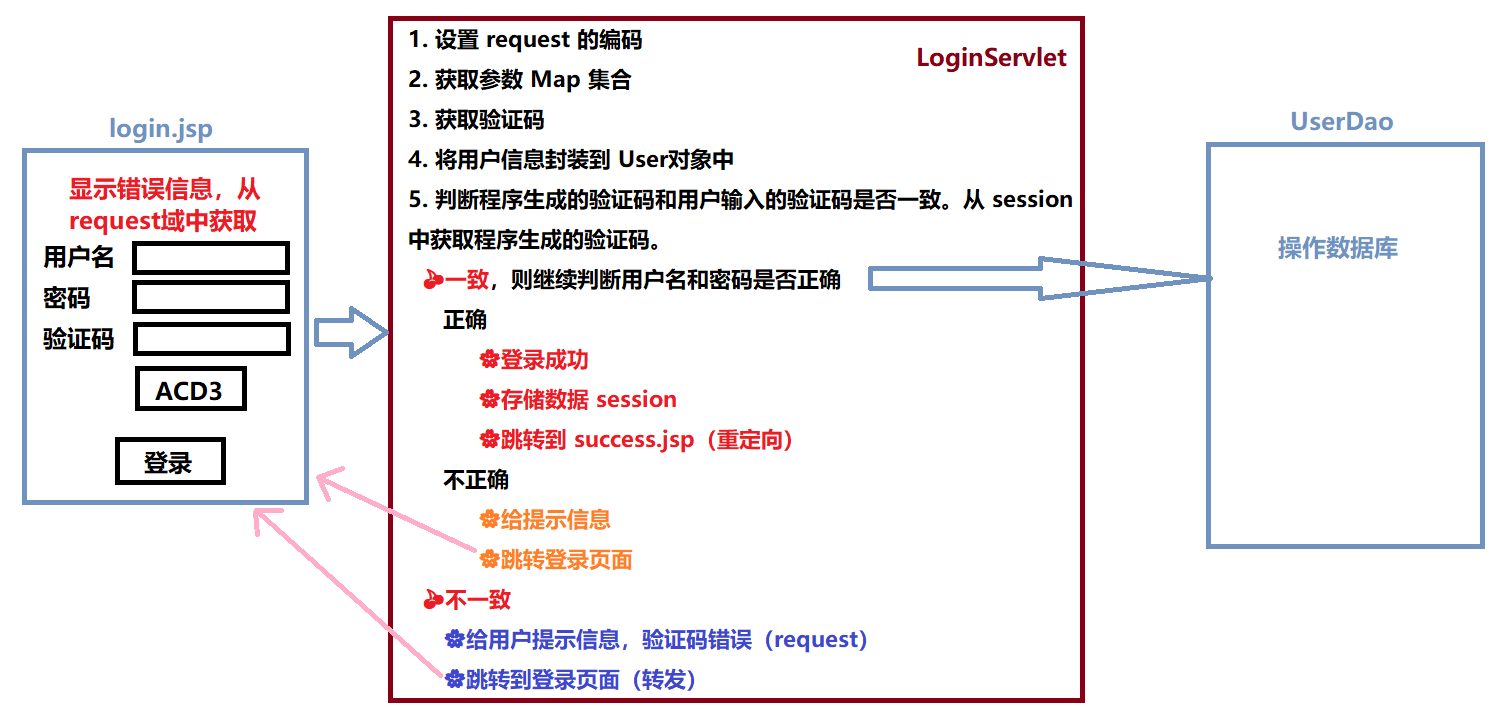 login.jsp
显示错误信息，从
request域中获取
用户名
密码
验证码
ACD3
登录
LoginServlet
1. 设置 request 的编码
2. 获取参数 Map 集合
3. 获取验证码
4. 将用户信息封装到 User对象中
5. 判断程序生成的验证码和用户输入的验证码是否一致。从 session
中获取程序生成的验证码。
一致，则继续判断用户名和密码是否正确
正确
登录成功
存储数据 session
跳转到 success.jsp（重定向）
不正确
给提示信息
跳转登录页面
不一致
给用户提示信息，验证码错误（request）
跳转到登录页面（转发）
UserDao
操作数据库